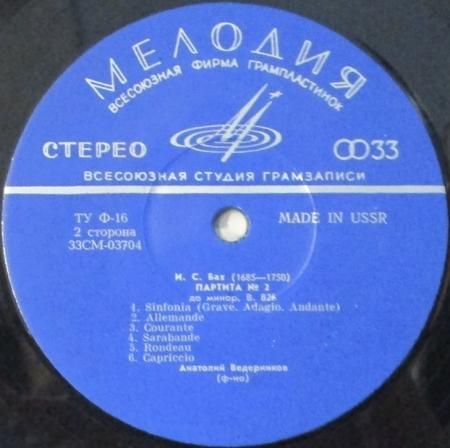 МЕЛОДИЯ
ВСЕСОЮЗНАЯ ФИРМА ГРАМПЛАСТИНОК
СТЕРЕО
33
ВСЕСОЮЗНАЯ СТУДИЯ ГРАМЗАПИСИ
ТУ Ф-16
MADE IN USSR
2 сторона
33СМ-03704
И. С. Бах (1685—1750)
ПАРТИТА № 2
до минор, В. 826
1. Sinfonia (Grave. Adagio. Andante)
2. Allemande
3. Courante
4. Sarabande
5. Rondeau
6. Capriccio
Анатолий Ведерников
(ф-но)